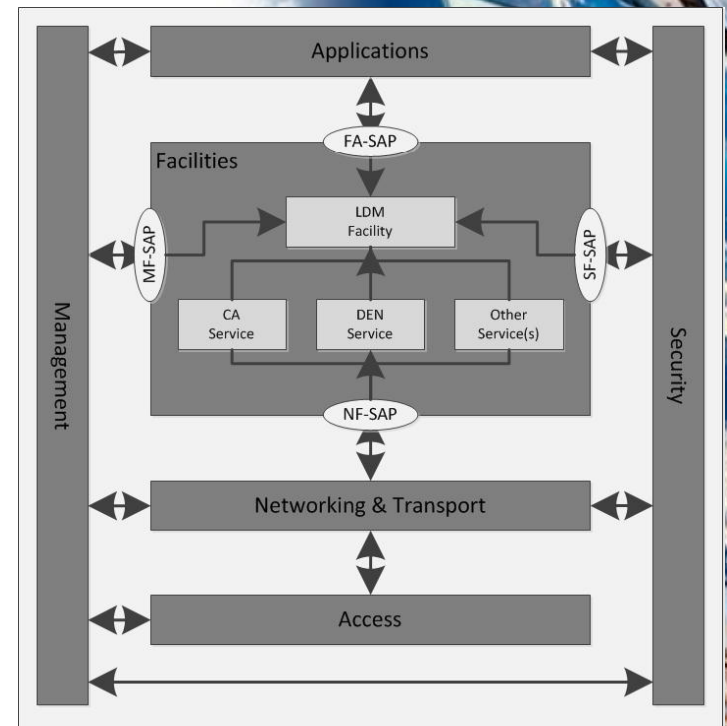 Applications
FA-SAP
Facilities
LDM
Facility
MF-SAP
SF-SAP
CA
Service
DEN
Service
Other
Service(s)
Management
Security
NF-SAP
Networking & Transport
Access